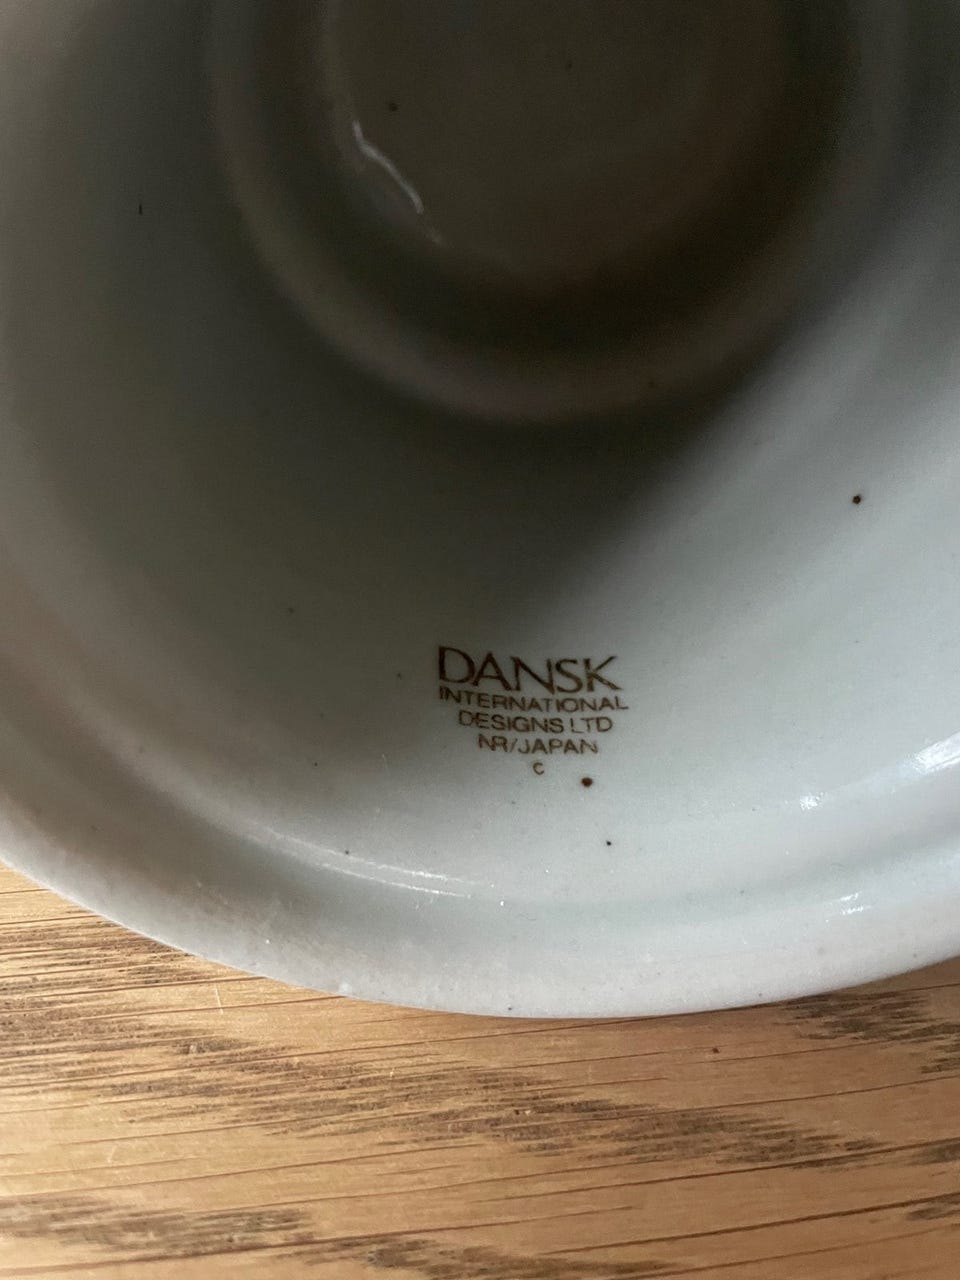 DANSK
INTERNATIONAL
DESIGNS LTD
NR/JAPAN
C